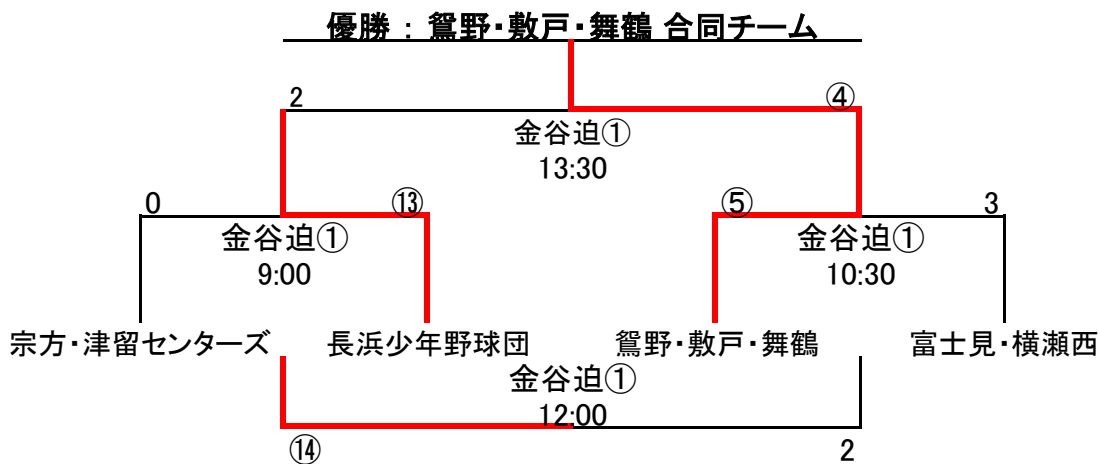 優勝 : 鴛野・敷戸・舞鶴 合同チーム
2 ④
金谷迫①
13:30
0 ⑬ ⑤ 3
金谷迫① 金谷迫①
9:00 10:30
宗方・津留センターズ 長浜少年野球団 鴛野・敷戸・舞鶴 富士見・横瀬西
金谷迫①
12:00
⑭ 2